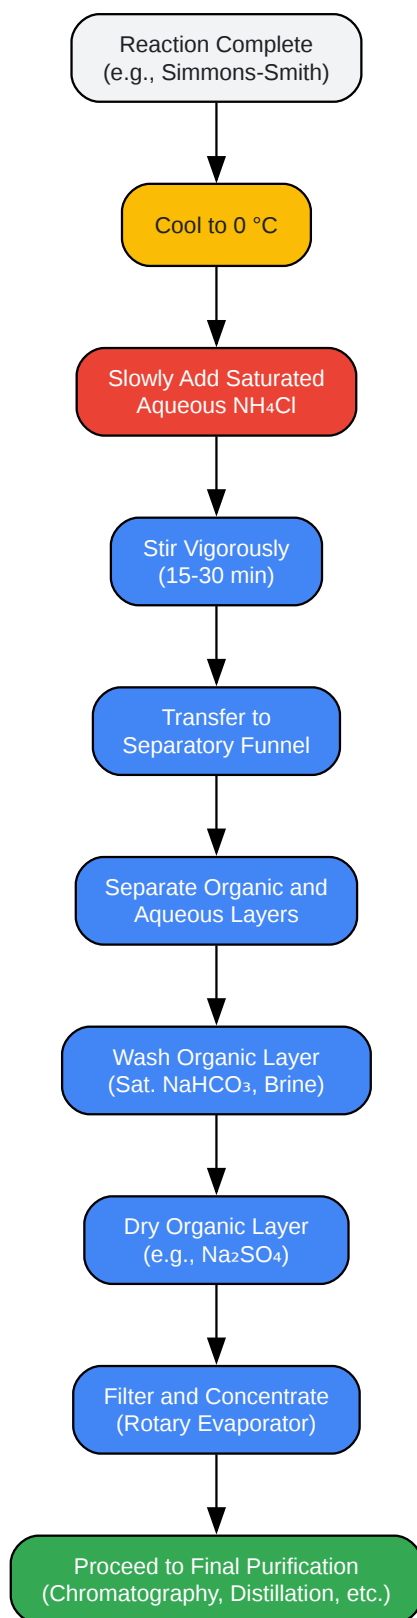 Reaction Complete
(e.g., Simmons-Smith)
Cool to 0 °C
Slowly Add Saturated
Aqueous NH₄Cl
Stir Vigorously
(15-30 min)
Transfer to
Separatory Funnel
Separate Organic and
Aqueous Layers
Wash Organic Layer
(Sat. NaHCO₃, Brine)
Dry Organic Layer
(e.g., Na₂SO₄)
Filter and Concentrate
(Rotary Evaporator)
Proceed to Final Purification
(Chromatography, Distillation, etc.)